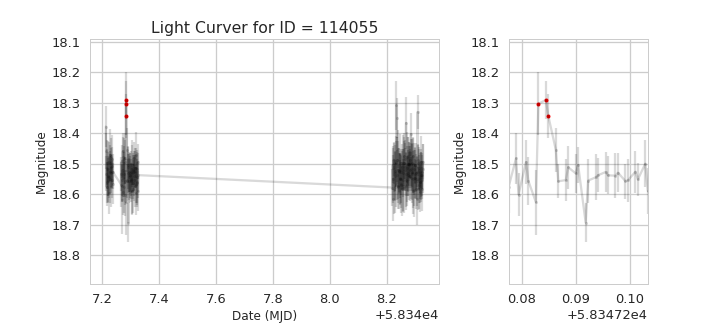 Light Curver for ID = 114055
18.1
18.2
18.3
18.4
18.5
18.6
18.7
18.8
Magnitude
7.2 7.4 7.6 7.8 8.0 8.2
Date (MJD)
+5.834e4
18.1
18.2
18.3
18.4
18.5
18.6
18.7
18.8
Magnitude
0.08 0.09 0.10
+5.83472e4